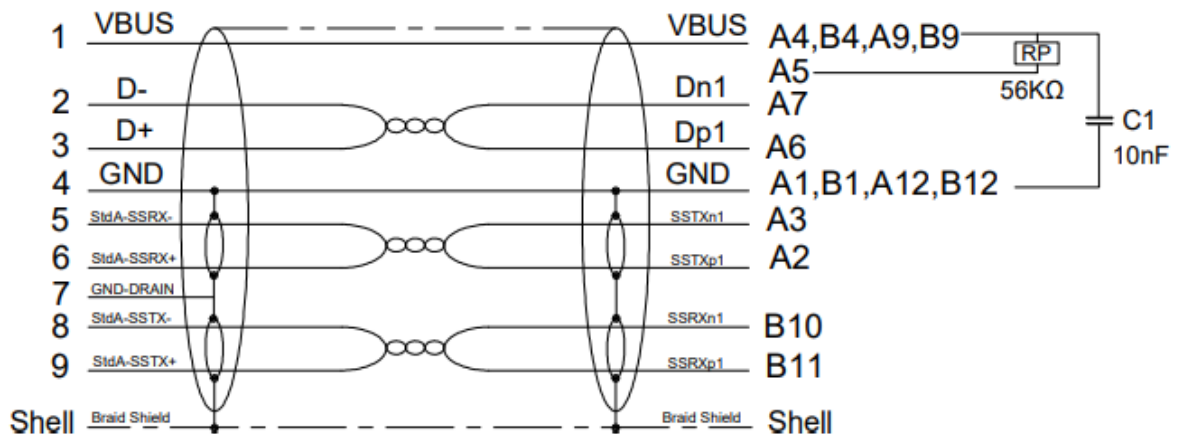 1 VBUS VBUS A4,B4,A9,B9
RP
56KΩ
A5
2 D- Dn1 A7
C1
10nF
3 D+ Dp1 A6
4 GND GND A1,B1,A12,B12
5 StdA-SSRX- SSTXn1 A3
6 StdA-SSRX+ SSTXp1 A2
7 GND-DRAIN
8 StdA-SSTX- SSRXn1 B10
9 StdA-SSTX+ SSRXp1 B11
Shell Braid Shield Braid Shield Shell